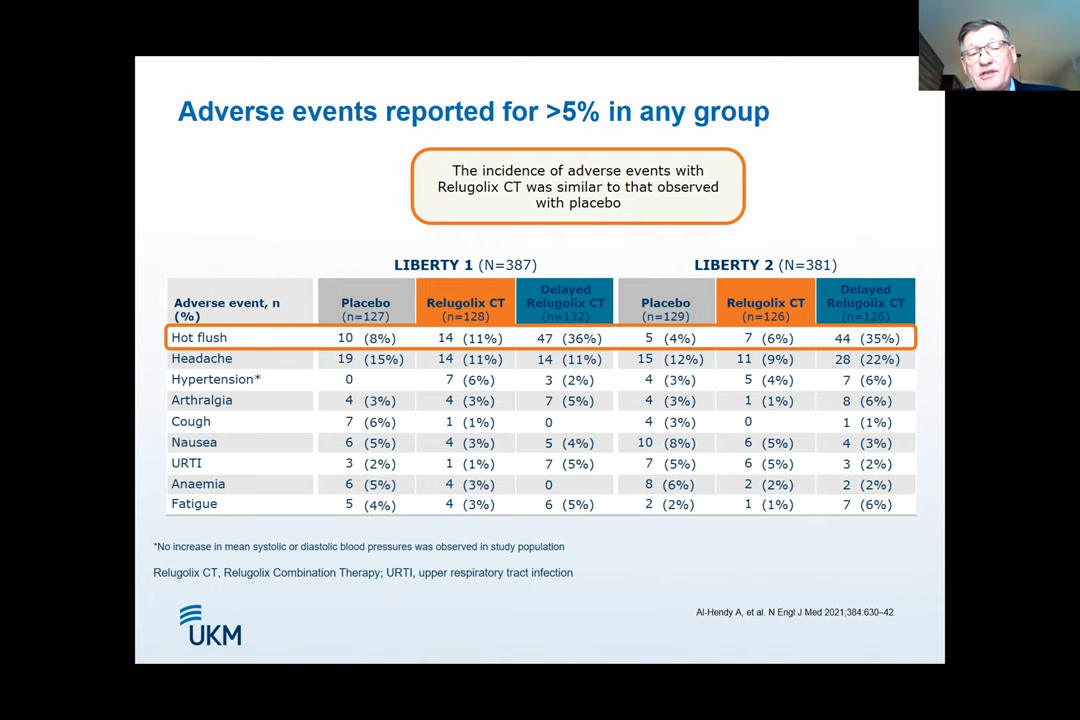 Adverse events reported for >5% in any group
The incidence of adverse events with
Relugolix CT was similar to that observed
with placebo
LIBERTY 1 (N=387) LIBERTY 2 (N=381)
Adverse event, n (%) Placebo (n=127) Relugolix CT (n=128) Delayed Relugolix CT (n=132) Placebo (n=129) Relugolix CT (n=126) Delayed Relugolix CT (n=126)
Hot flush 10 (8%) 14 (11%) 47 (36%) 5 (4%) 7 (6%) 44 (35%)
Headache 19 (15%) 14 (11%) 14 (11%) 15 (12%) 11 (9%) 28 (22%)
Hypertension* 0 7 (6%) 3 (2%) 4 (3%) 5 (4%) 7 (6%)
Arthralgia 4 (3%) 4 (3%) 7 (5%) 4 (3%) 1 (1%) 8 (6%)
Cough 7 (6%) 1 (1%) 0 4 (3%) 0 1 (1%)
Nausea 6 (5%) 4 (3%) 5 (4%) 10 (8%) 6 (5%) 4 (3%)
URTI 3 (2%) 1 (1%) 7 (5%) 7 (5%) 6 (5%) 3 (2%)
Anaemia 6 (5%) 4 (3%) 0 8 (6%) 2 (2%) 2 (2%)
Fatigue 5 (4%) 4 (3%) 6 (5%) 2 (2%) 1 (1%) 7 (6%)
*No increase in mean systolic or diastolic blood pressures was observed in study population
Relugolix CT, Relugolix Combination Therapy; URTI, upper respiratory tract infection
Al-Hendy A, et al. N Engl J Med 2021;384:630–42
UKM